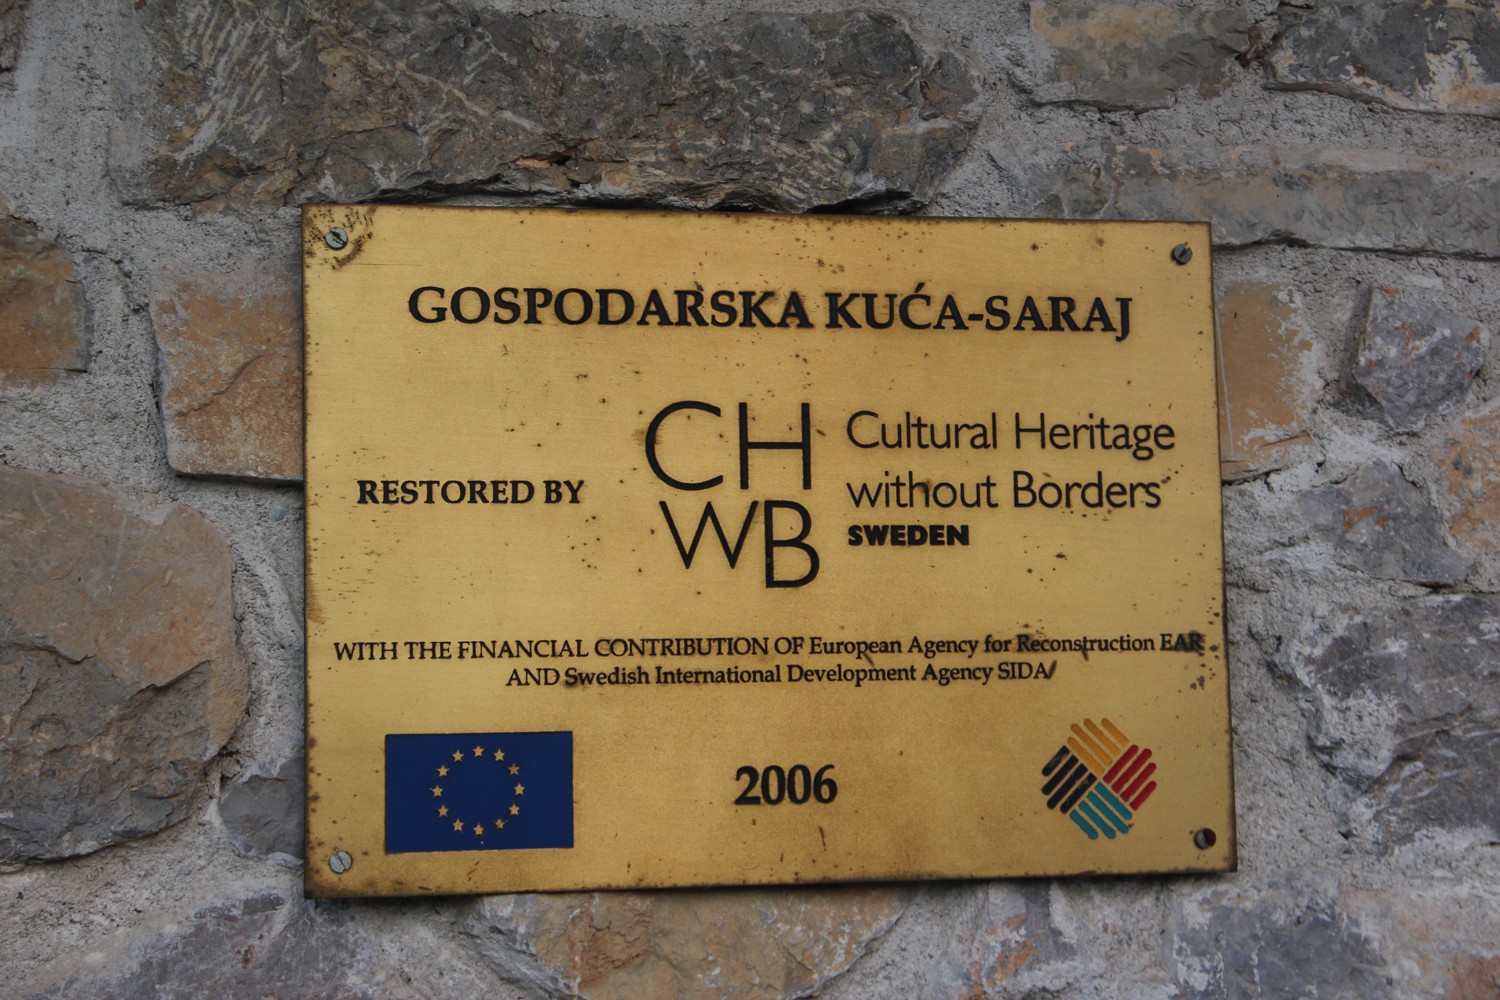 GOSPODARSKA KUĆA-SARAJ
RESTORED BY
CH
WB
Cultural Heritage
without Borders
SWEDEN
WITH THE FINANCIAL CONTRIBUTION OF European Agency for Reconstruction EAR
AND Swedish International Development Agency SIDA
2006